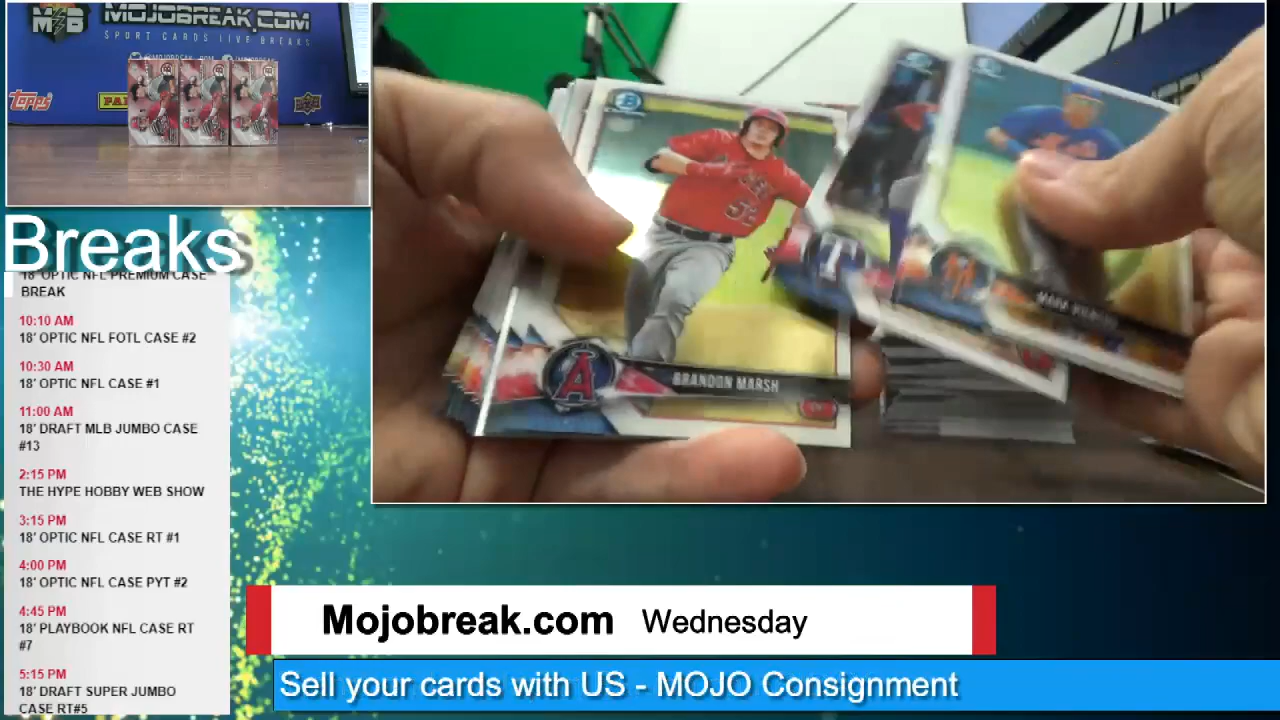 MB MOJOBREAK.COM
SPORT CARDS LIVE BREAKS
topps
Breaks
18' OPTIC NFL PREMIUM CASE
BREAK
10:10 AM
18' OPTIC NFL FOTL CASE #2
10:30 AM
18' OPTIC NFL CASE #1
11:00 AM
18' DRAFT MLB JUMBO CASE
#13
2:15 PM
THE HYPE HOBBY WEB SHOW
3:15 PM
18' OPTIC NFL CASE RT #1
4:00 PM
18' OPTIC NFL CASE PYT #2
4:45 PM
18' PLAYBOOK NFL CASE RT
#7
5:15 PM
18' DRAFT SUPER JUMBO
CASE RT#5
B
A
BRANDON MARSH
T
Mojobreak.com Wednesday
Sell your cards with US - MOJO Consignment